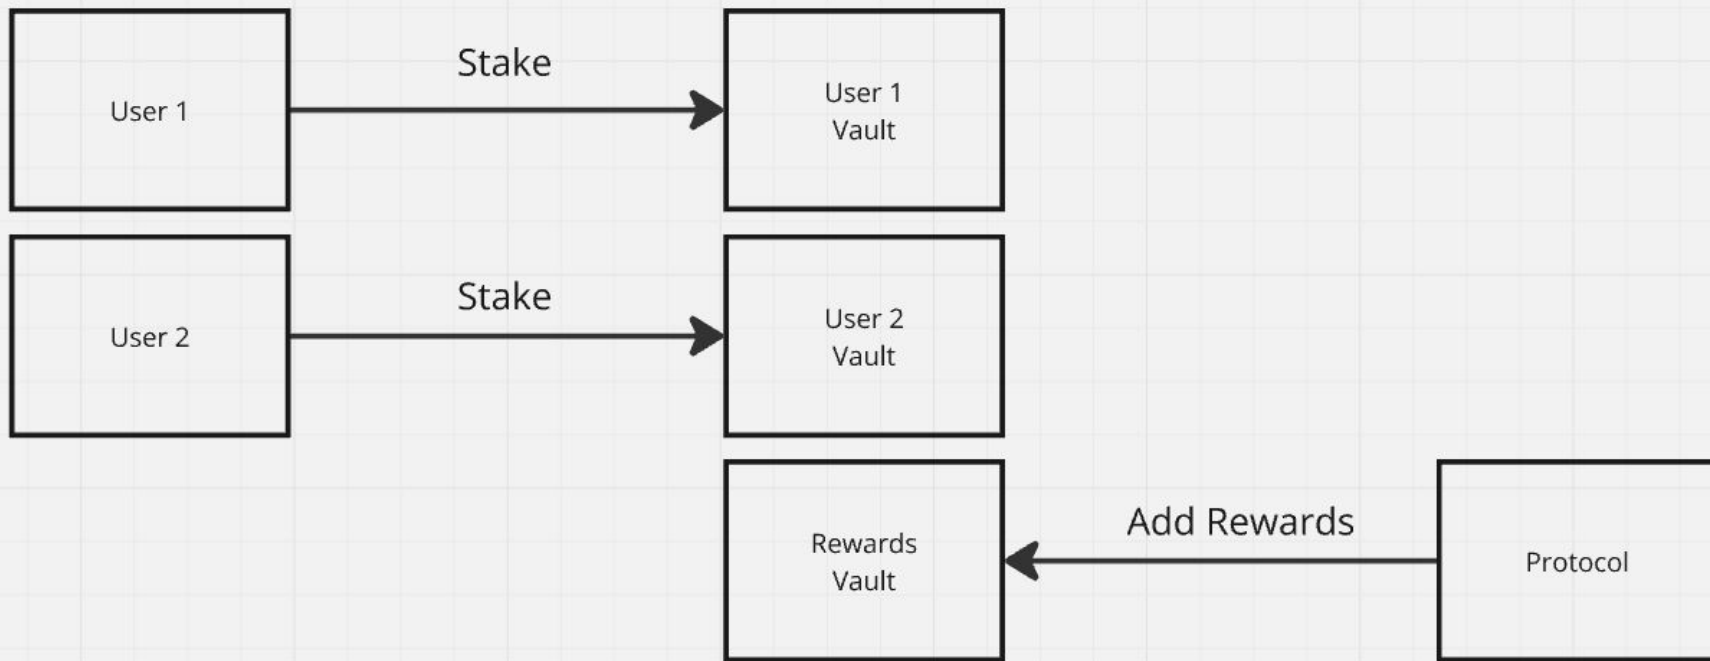 User 1
Stake
User 1
Vault
User 2
Stake
User 2
Vault
Rewards
Vault
Add Rewards
Protocol